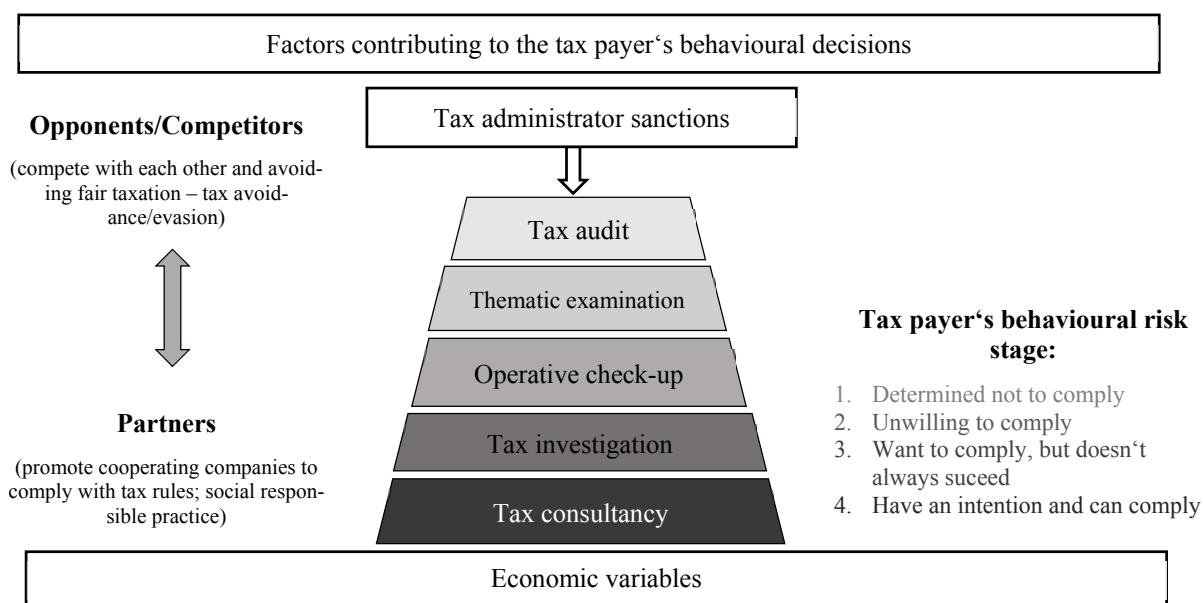 Factors contributing to the tax payer‘s behavioural decisions
Tax administrator sanctions
Opponents/Competitors
(compete with each other and avoid-
ing fair taxation – tax avoid-
ance/evasion)
Partners
(promote cooperating companies to
comply with tax rules; social respon-
sible practice)
Tax audit
Thematic examination
Operative check-up
Tax investigation
Tax consultancy
Tax payer‘s behavioural risk
stage:
1. Determined not to comply
2. Unwilling to comply
3. Want to comply, but doesn‘t
always suceed
4. Have an intention and can comply
Economic variables